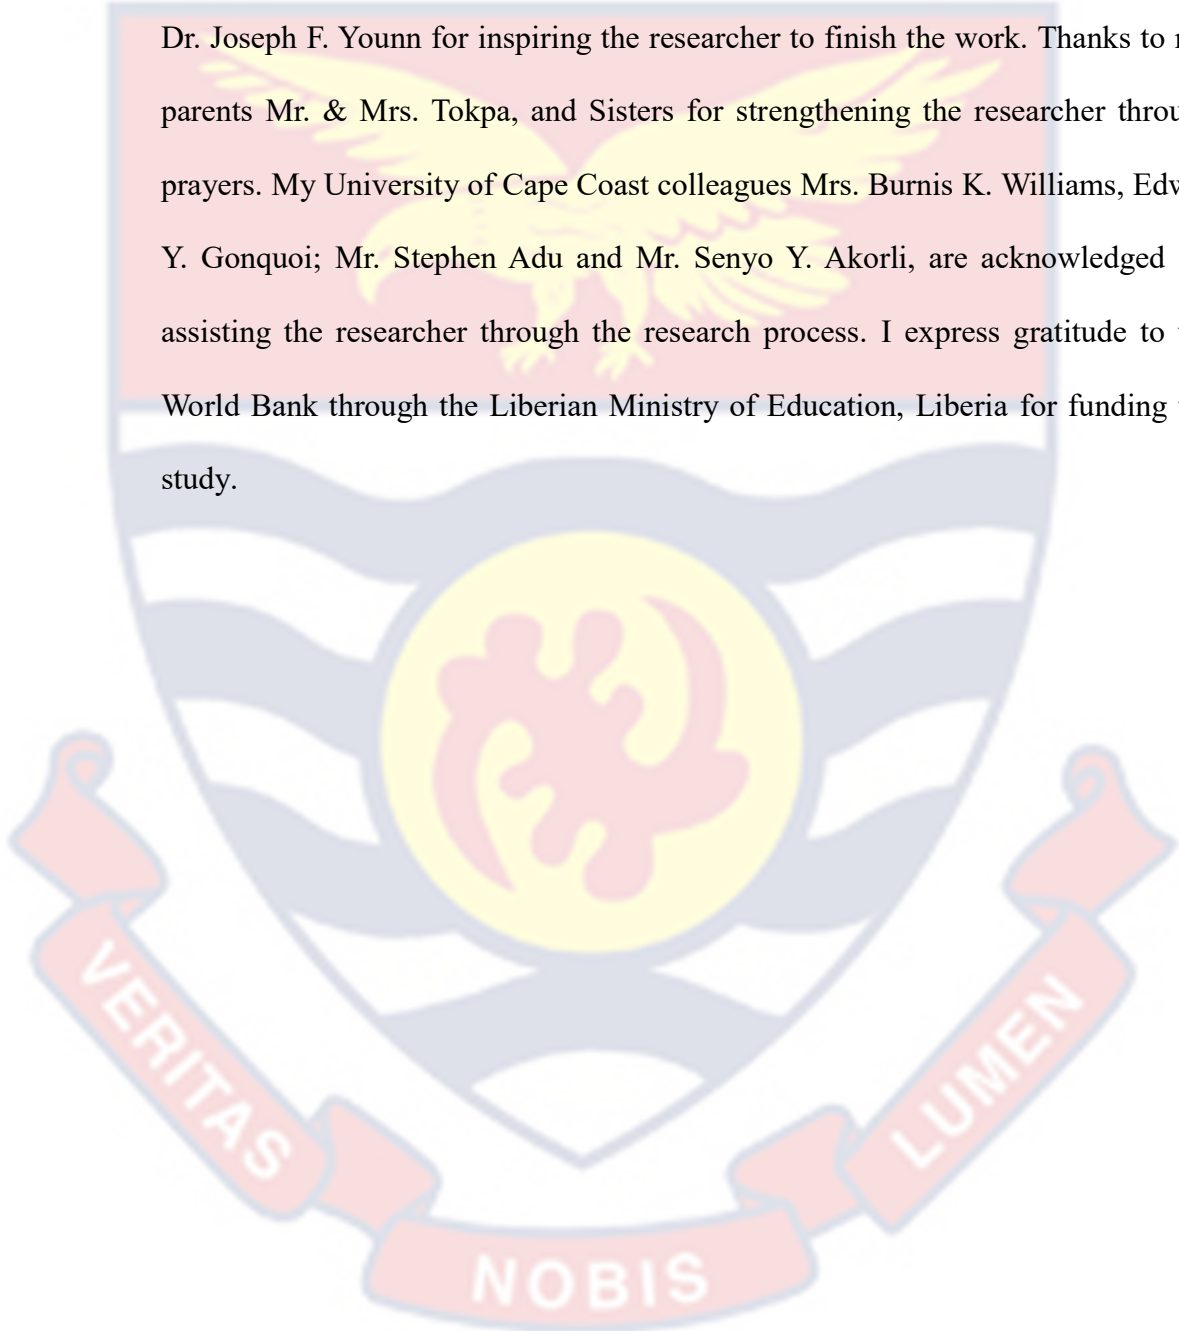 Dr. Joseph F. Younn for inspiring the researcher to finish the work. Thanks to
parents Mr. & Mrs. Tokpa, and Sisters for strengthening the researcher
prayers. My University of Cape Coast colleagues Mrs. Burnis K. Williams,
Y. Gonquoi; Mr. Stephen Adu and Mr. Senyo Y. Akorli, are acknowledged
assisting the researcher through the research process. I express gratitude to
World Bank through the Liberian Ministry of Education, Liberia for funding
study.
VERITAS
NOBIS
LUMEN